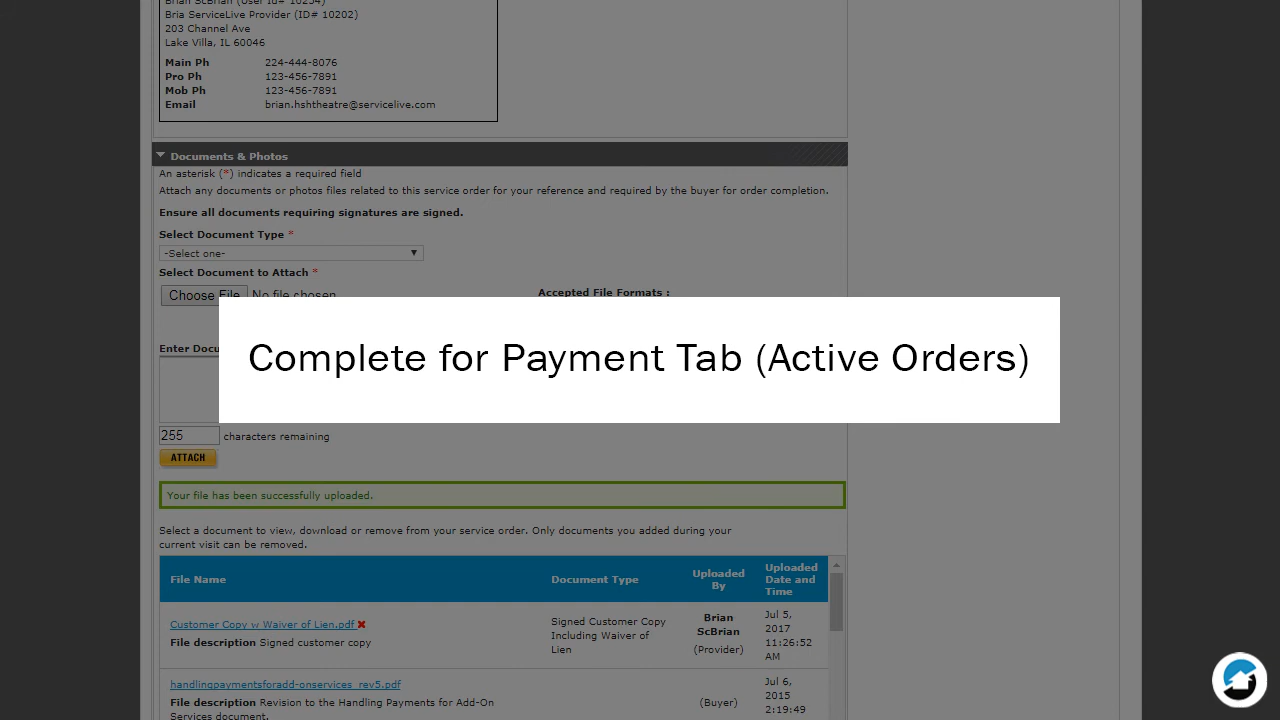 Brian ScBrian (User Id# 10254)
Bria ServiceLive Provider (ID# 10202)
203 Channel Ave
Lake Villa, IL 60046
Main Ph 224-444-8076
Pro Ph 123-456-7891
Mob Ph 123-456-7891
Email brian.hshtheatre@servicelive.com
Documents & Photos
An asterisk (*) indicates a required field
Attach any documents or photos files related to this service order for your reference and required by the buyer for order completion.
Ensure all documents requiring signatures are signed.
Select Document Type *
-Select one-
Select Document to Attach *
Choose File No file chosen
Accepted File Formats :
Enter Docu
Complete for Payment Tab (Active Orders)
255 characters remaining
ATTACH
Your file has been successfully uploaded.
Select a document to view, download or remove from your service order. Only documents you added during your
current visit can be removed.
File Name Document Type Uploaded By Uploaded Date and Time
Customer Copy w Waiver of Lien.pdf
File description Signed customer copy
Signed Customer Copy Including Waiver of Lien
Brian ScBrian (Provider)
Jul 5, 2017 11:26:52 AM
handlingpaymentsforadd-onservices_rev5.pdf
File description Revision to the Handling Payments for Add-On
Services document.
(Buyer)
Jul 6, 2015 2:19:49